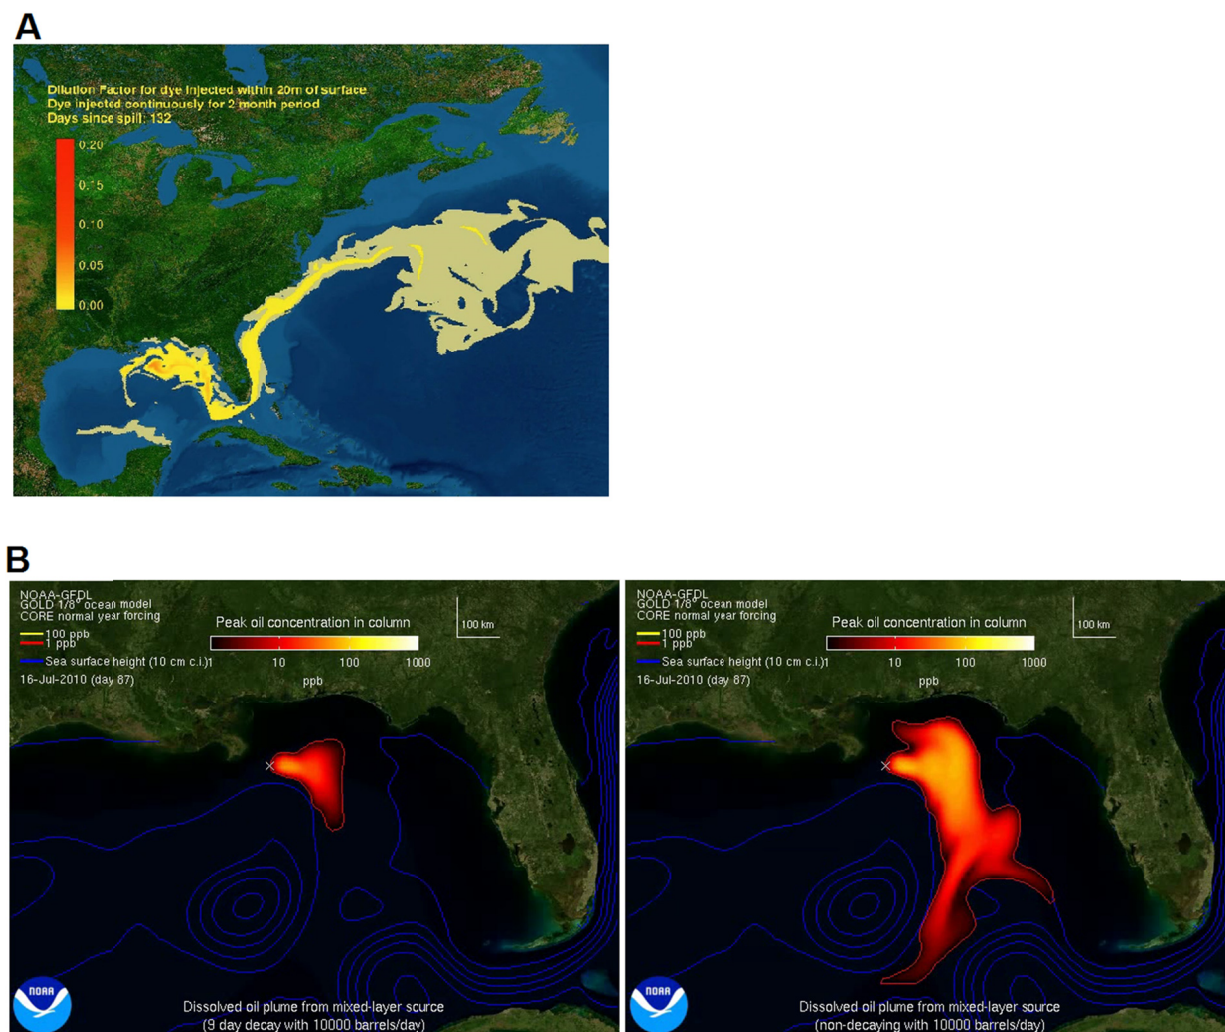 A
Dilution Factor for dye injected within 20m of surface
Dye injected continuously for 2 month period
Days since spill: 132
0.20
0.15
0.10
0.05
0.00
B
NOAA-GFDL
GOLD 1/8° ocean model
CORE normal year forcing
100 ppb
1 ppb
Sea surface height (10 cm c.i.)
16-Jul-2010 (day 87)
Peak oil concentration in column
1 10 100 1000
ppb
100 km
NOAA
Dissolved oil plume from mixed-layer source
(9 day decay with 10000 barrels/day)
NOAA-GFDL
GOLD 1/8° ocean model
CORE normal year forcing
100 ppb
1 ppb
Sea surface height (10 cm c.i.)
16-Jul-2010 (day 87)
Peak oil concentration in column
1 10 100 1000
ppb
100 km
NOAA
Dissolved oil plume from mixed-layer source
(non-decaying with 10000 barrels/day)